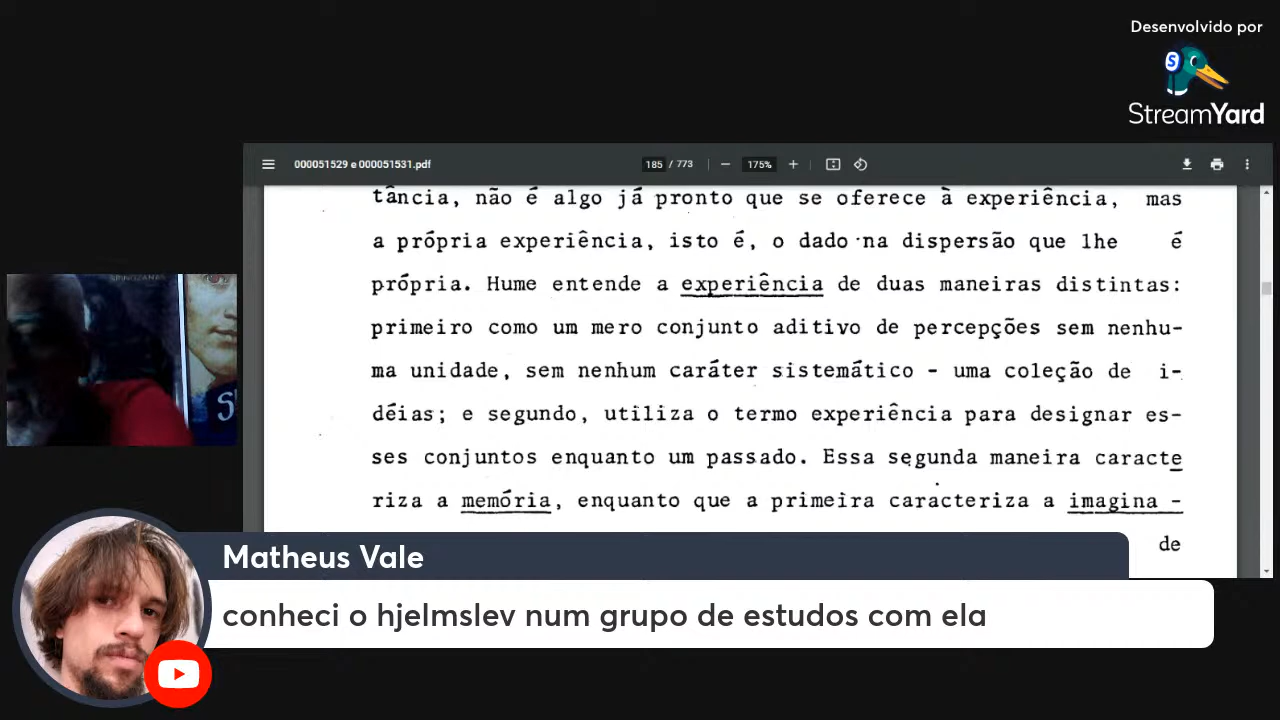 Desenvolvido por
StreamYard
000051529 e 000051531.pdf
185 / 773
175%
tância, não é algo já pronto que se oferece à experiência, mas
a própria experiência, isto é, o dado na dispersão que lhe é
própria. Hume entende a experiência de duas maneiras distintas:
primeiro como um mero conjunto aditivo de percepções sem nenhu-
ma unidade, sem nenhum caráter sistemático - uma coleção de i-
déias; e segundo, utiliza o termo experiência para designar es-
ses conjuntos enquanto um passado. Essa segunda maneira caracte
riza a memória, enquanto que a primeira caracteriza a imagina -
de
Matheus Vale
conheci o hjelmslev num grupo de estudos com ela